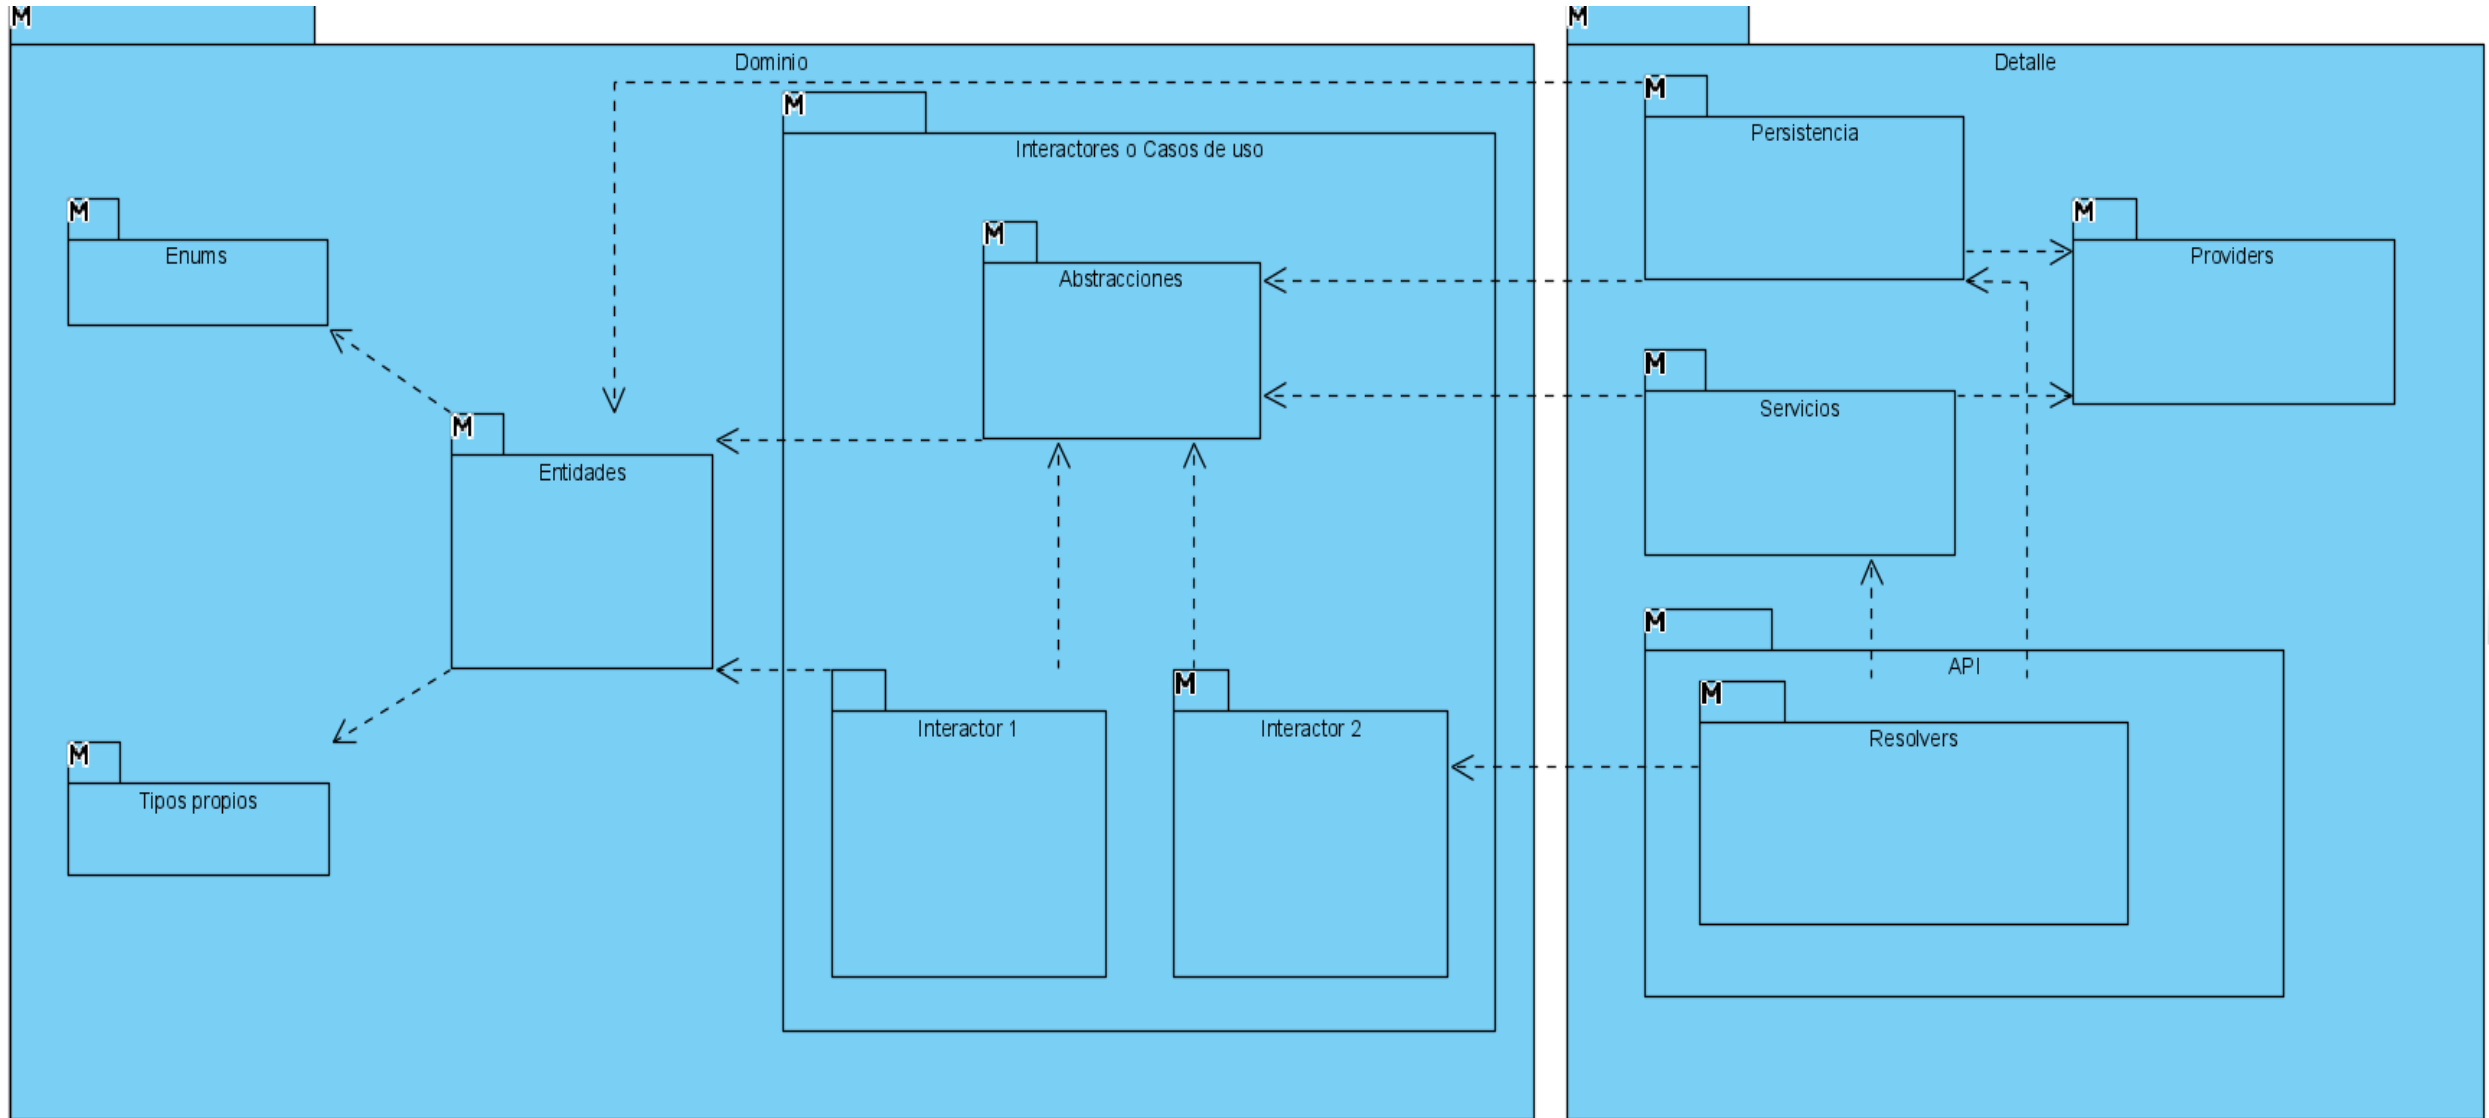 M
M
Dominio
Detalle
M
M
Interactores o Casos de uso
Persistencia
M
M
M
Enums
Abstracciones
Providers
M
Servicios
M
Entidades
M
API
M
M
Interactor 1
Interactor 2
Resolvers
M
Tipos propios